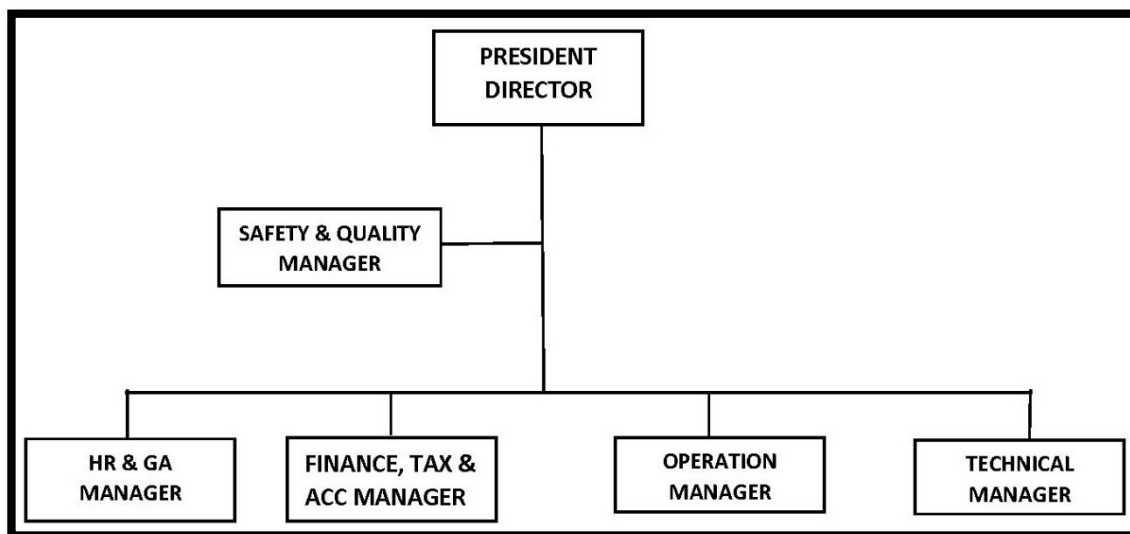 PRESIDENT
DIRECTOR
SAFETY & QUALITY
MANAGER
HR & GA
MANAGER
FINANCE, TAX &
ACC MANAGER
OPERATION
MANAGER
TECHNICAL
MANAGER